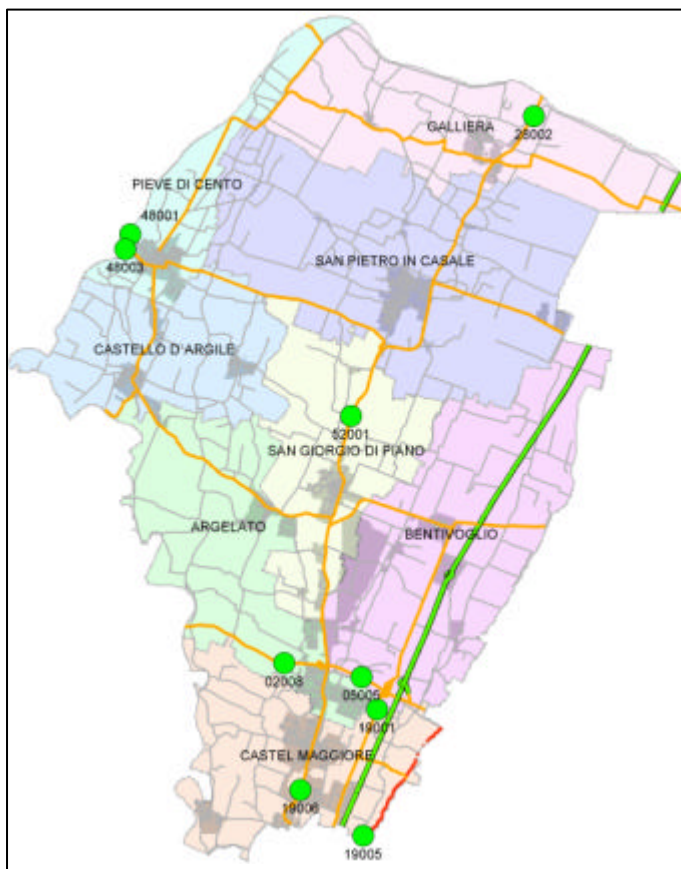 GALLIERA
28002
PIEVE DI CENTO
48001
48003
SAN PIETRO IN CASALE
CASTELLO D'ARGILE
52001
SAN GIORGIO DI PIANO
ARGELATO
BENTIVOGLIO
02008
05005
19001
CASTEL MAGGIORE
19006
19005